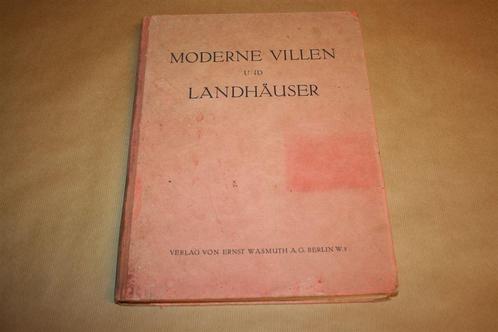 MODERNE VILLEN
UND
LANDHÄUSER
VERLAG VON ERNST WASMUTH A.G. BERLIN W. 8